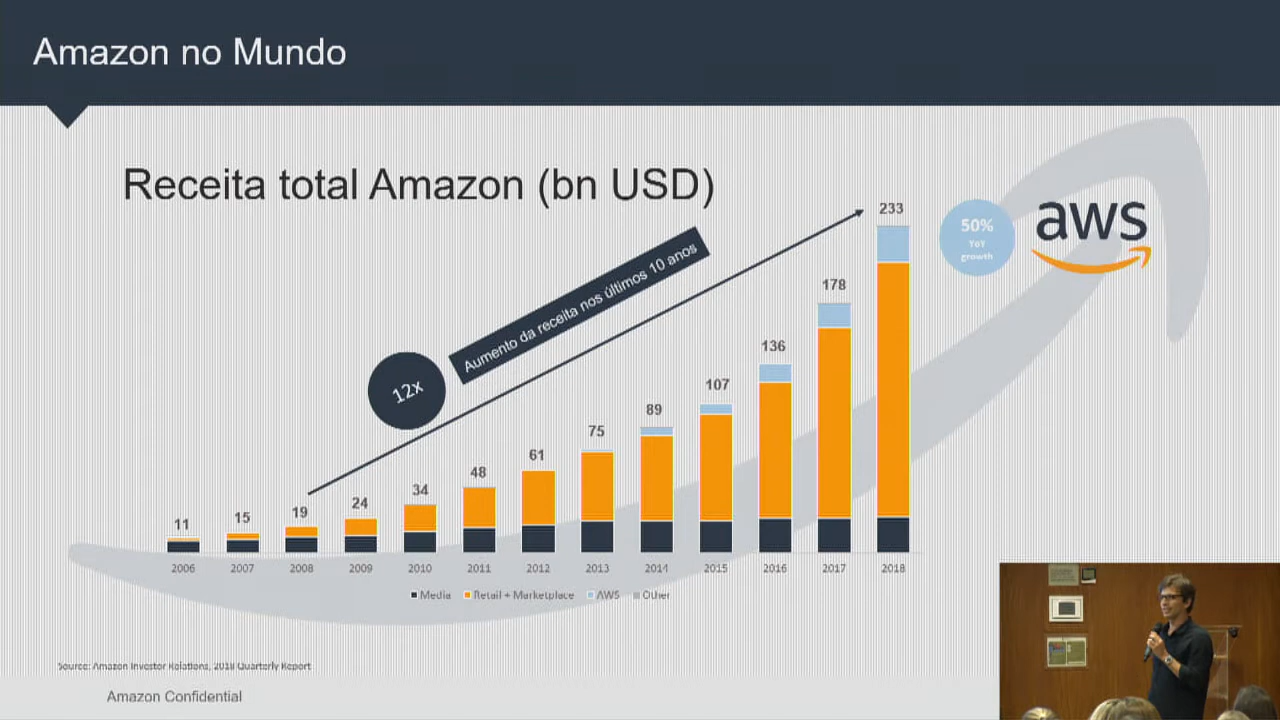 Amazon no Mundo
Receita total Amazon (bn USD)
12x
Aumento da receita nos últimos 10 anos
50%
YoY
growth
aws
11
15
19
24
34
48
61
75
89
107
136
178
233
2006 2007 2008 2009 2010 2011 2012 2013 2014 2015 2016 2017 2018
Media Retail + Marketplace AWS Other
Source: Amazon Investor Relations, 2018 Quarterly Report
Amazon Confidential